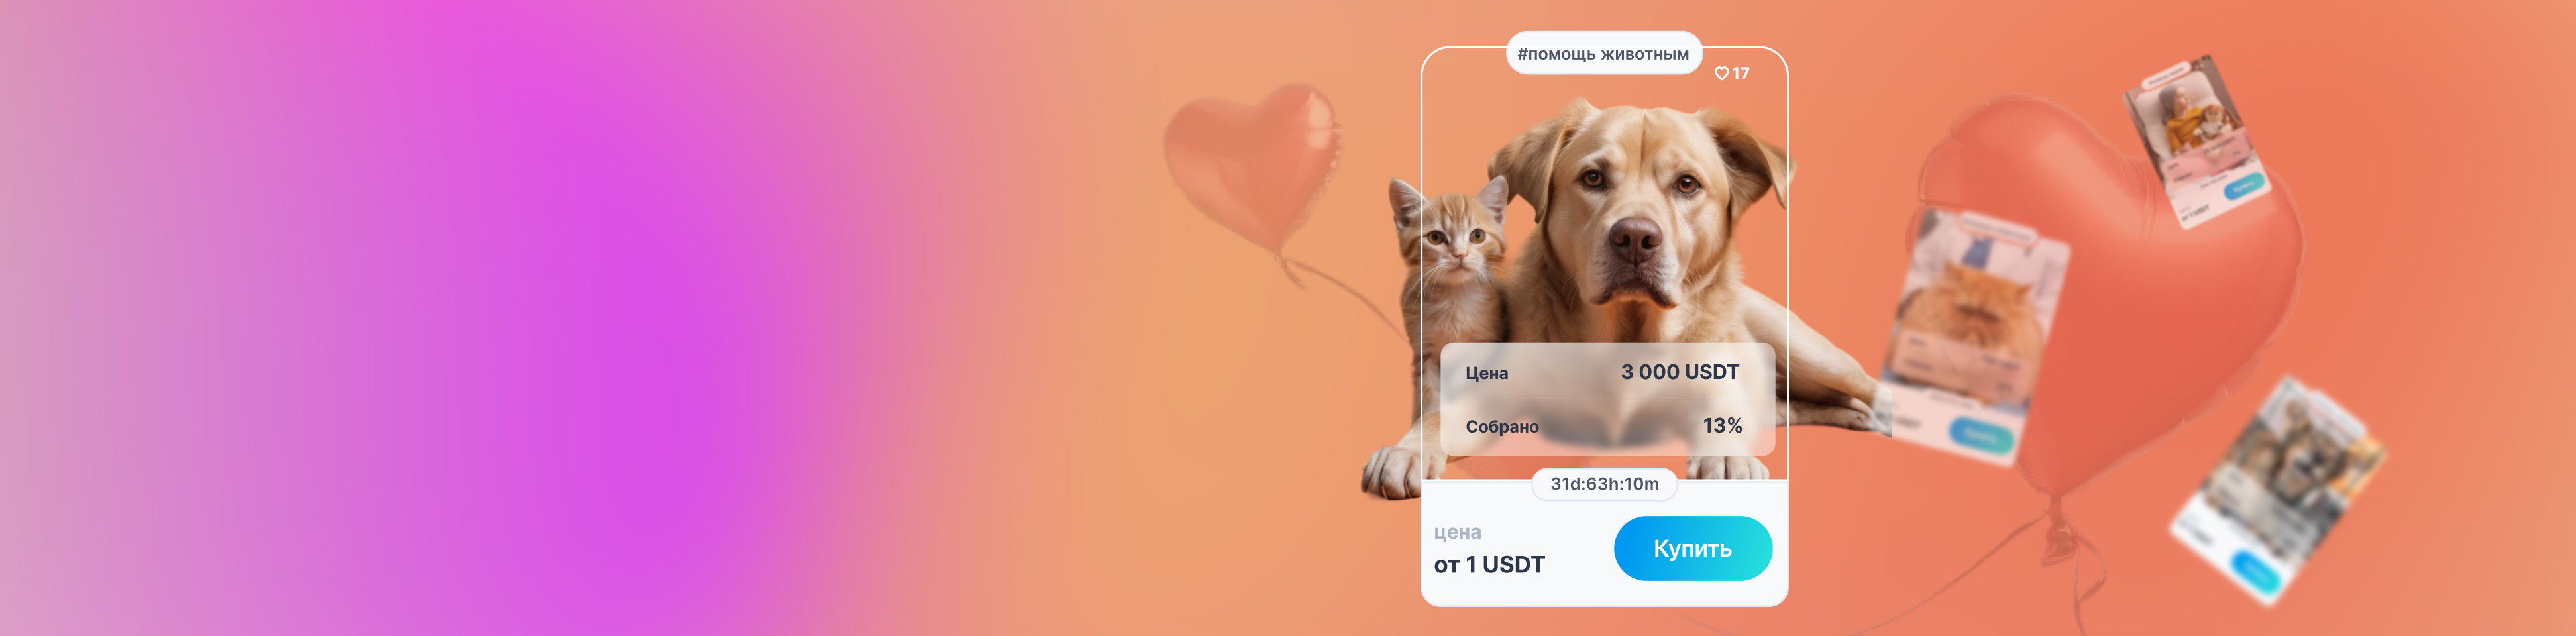 #помощь животным
♡17
Цена 3 000 USDT
Собрано 13%
31d:63h:10m
цена
от 1 USDT
Купить